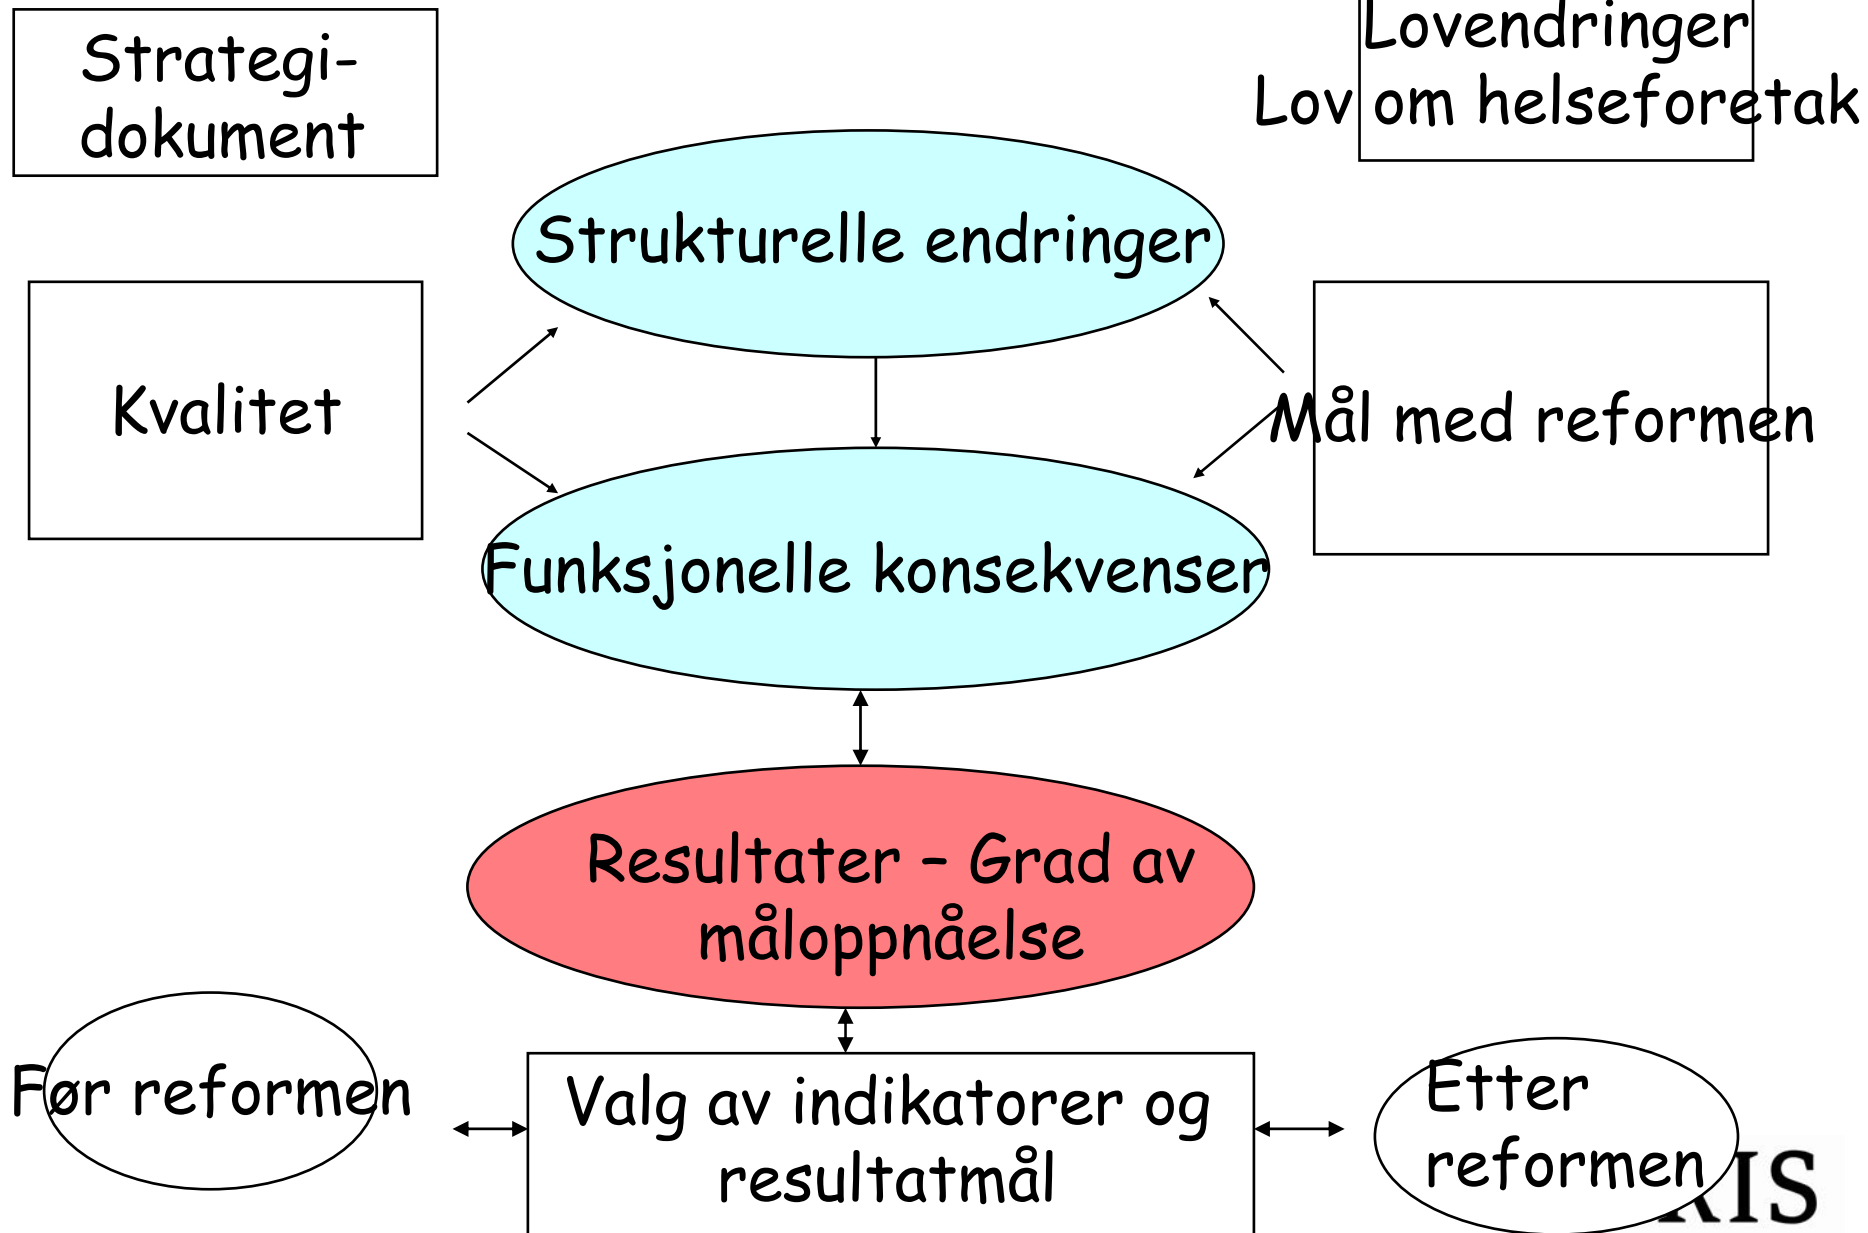 Strategi-
dokument
Lovendringer
Lov om helseforetak
Strukturelle endringer
Kvalitet
Mål med reformen
Funksjonelle konsekvenser
Resultater – Grad av
måloppnåelse
Før reformen
Valg av indikatorer og
resultatmål
Etter
reformen